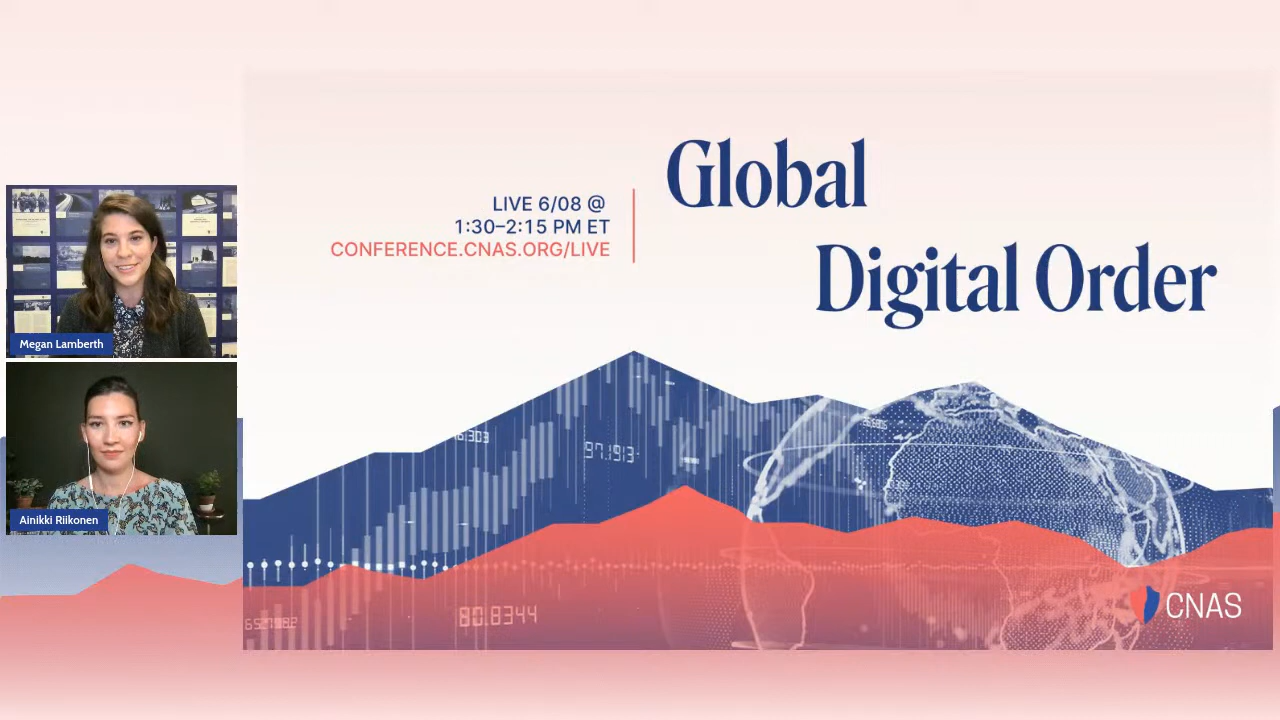 Global
Digital Order
LIVE 6/08 @
1:30–2:15 PM ET
CONFERENCE.CNAS.ORG/LIVE
Megan Lamberth
Ainikki Riikonen
97.1913
80.8344
CNAS